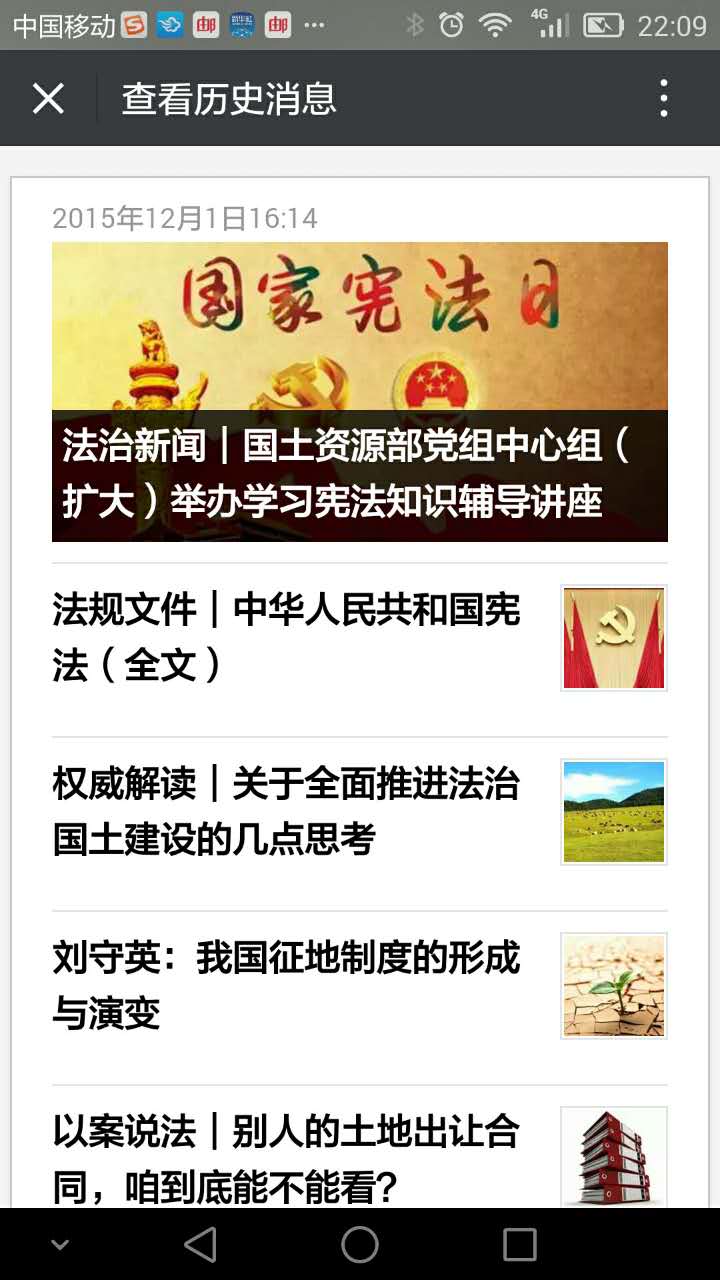 中国移动
4G
22:09
查看历史消息
2015年12月1日16:14
国家宪法日
法治新闻｜国土资源部党组中心组（
扩大）举办学习宪法知识辅导讲座
法规文件｜中华人民共和国宪
法（全文）
权威解读｜关于全面推进法治
国土建设的几点思考
刘守英：我国征地制度的形成
与演变
以案说法｜别人的土地出让合
同，咱到底能不能看?